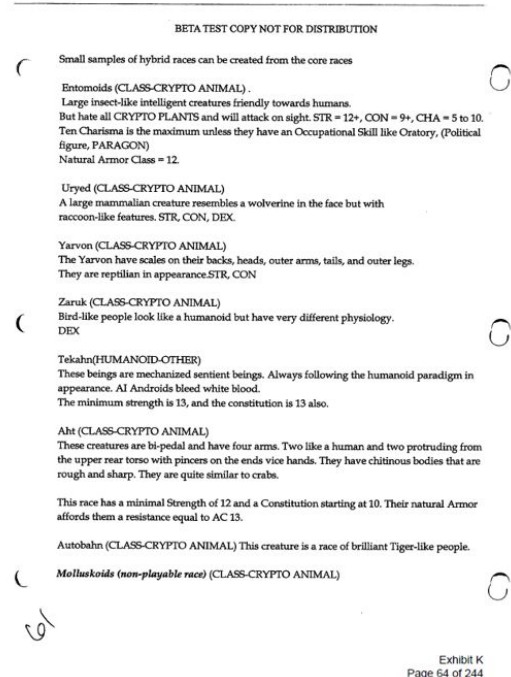 BETA TEST COPY NOT FOR DISTRIBUTION
Small samples of hybrid races can be created from the core races
Entomoids (CLASS-CRYPTO ANIMAL) .
Large insect-like intelligent creatures friendly towards humans.
But hate all CRYPTO PLANTS and will attack on sight. STR = 12+, CON = 9+, CHA = 5 to 10.
Ten Charisma is the maximum unless they have an Occupational Skill like Oratory, (Political
figure, PARAGON)
Natural Armor Class = 12.
Uryed (CLASS-CRYPTO ANIMAL)
A large mammalian creature resembles a wolverine in the face but with
raccoon-like features. STR, CON, DEX.
Yarvon (CLASS-CRYPTO ANIMAL)
The Yarvon have scales on their backs, heads, outer arms, tails, and outer legs.
They are reptilian in appearance.STR, CON
Zaruk (CLASS-CRYPTO ANIMAL)
Bird-like people look like a humanoid but have very different physiology.
DEX
Tekahn(HUMANOID-OTHER)
These beings are mechanized sentient beings. Always following the humanoid paradigm in
appearance. AI Androids bleed white blood.
The minimum strength is 13, and the constitution is 13 also.
Aht (CLASS-CRYPTO ANIMAL)
These creatures are bi-pedal and have four arms. Two like a human and two protruding from
the upper rear torso with pincers on the ends vice hands. They have chitinous bodies that are
rough and sharp. They are quite similar to crabs.
This race has a minimal Strength of 12 and a Constitution starting at 10. Their natural Armor
affords them a resistance equal to AC 13.
Autobahn (CLASS-CRYPTO ANIMAL) This creature is a race of brilliant Tiger-like people.
Molluskoids (non-playable race) (CLASS-CRYPTO ANIMAL)
61
Exhibit K
Page 64 of 244